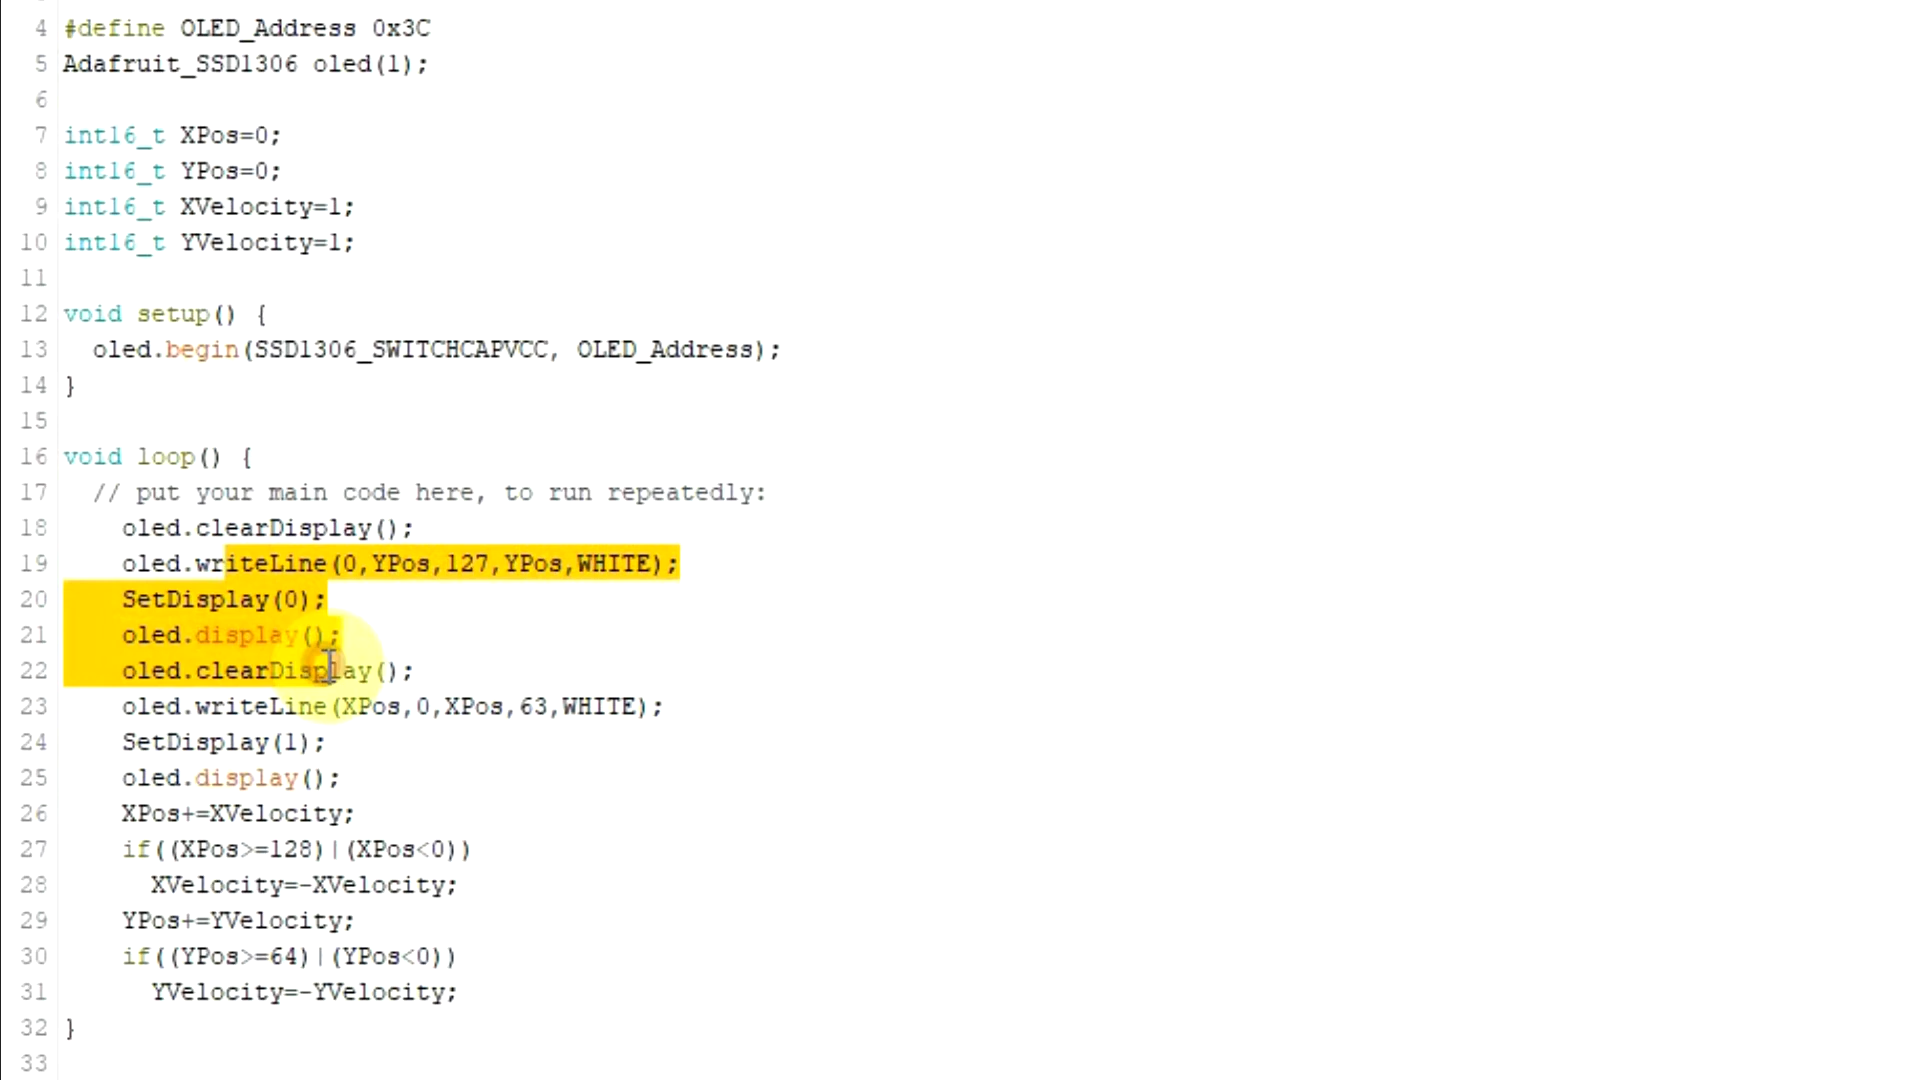 4 #define OLED_Address 0x3C
5 Adafruit_SSD1306 oled(1);
6
7 int16_t XPos=0;
8 int16_t YPos=0;
9 int16_t XVelocity=1;
10 int16_t YVelocity=1;
11
12 void setup() {
13 oled.begin(SSD1306_SWITCHCAPVCC, OLED_Address);
14 }
15
16 void loop() {
17 // put your main code here, to run repeatedly:
18 oled.clearDisplay();
19 oled.writeLine(0,YPos,127,YPos,WHITE);
20 SetDisplay(0);
21 oled.display();
22 oled.clearDisplay();
23 oled.writeLine(XPos,0,XPos,63,WHITE);
24 SetDisplay(1);
25 oled.display();
26 XPos+=XVelocity;
27 if((XPos>=128)|(XPos<0))
28 XVelocity=-XVelocity;
29 YPos+=YVelocity;
30 if((YPos>=64)|(YPos<0))
31 YVelocity=-YVelocity;
32 }
33